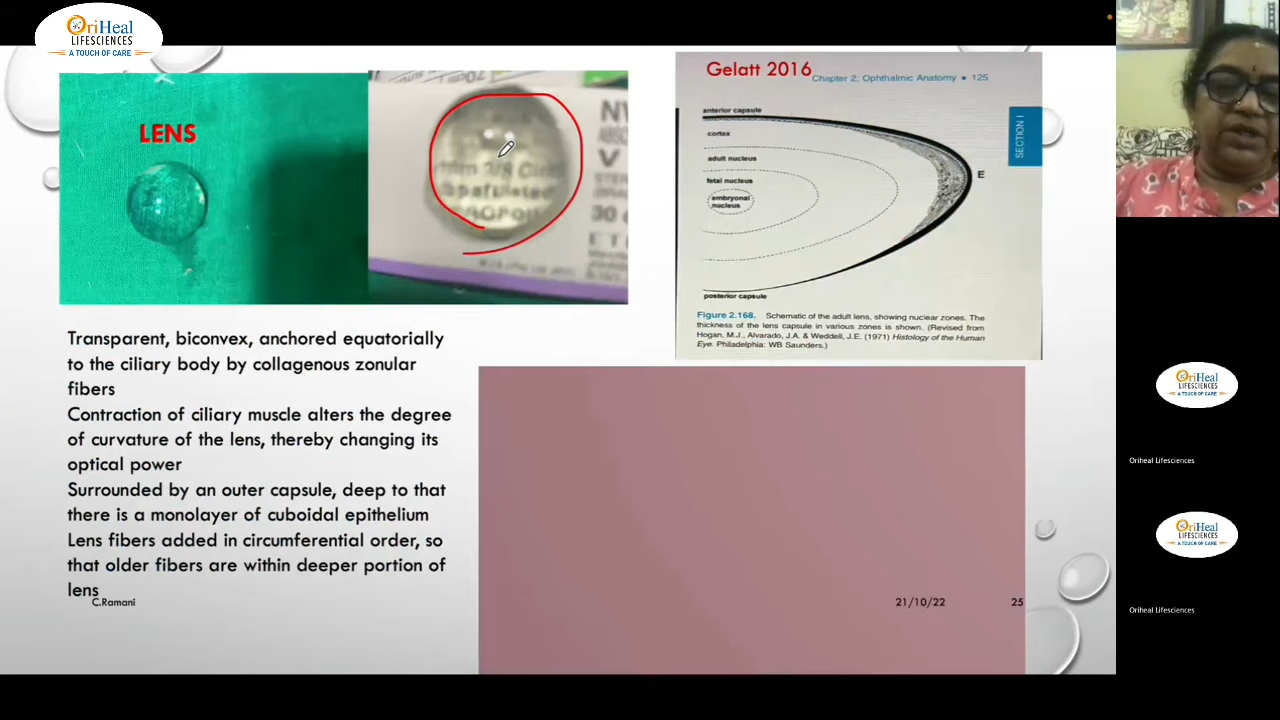 OriHeal
LIFESCIENCES
A TOUCH OF CARE
LENS
Gelatt 2016
Chapter 2: Ophthalmic Anatomy • 125
SECTION I
anterior capsule
cortex
adult nucleus
fetal nucleus
embryonal
nucleus
E
posterior capsule
Figure 2.168. Schematic of the adult lens, showing nuclear zones. The
thickness of the lens capsule in various zones is shown. (Revised from
Hogan, M.J., Alvarado, J.A. & Weddell, J.E. (1971) Histology of the Human
Eye. Philadelphia: WB Saunders.)
Transparent, biconvex, anchored equatorially
to the ciliary body by collagenous zonular
fibers
Contraction of ciliary muscle alters the degree
of curvature of the lens, thereby changing its
optical power
Surrounded by an outer capsule, deep to that
there is a monolayer of cuboidal epithelium
Lens fibers added in circumferential order, so
that older fibers are within deeper portion of
lens
C.Ramani
21/10/22
25
OriHeal
LIFESCIENCES
A TOUCH OF CARE
Oriheal Lifesciences
OriHeal
LIFESCIENCES
A TOUCH OF CARE
Oriheal Lifesciences